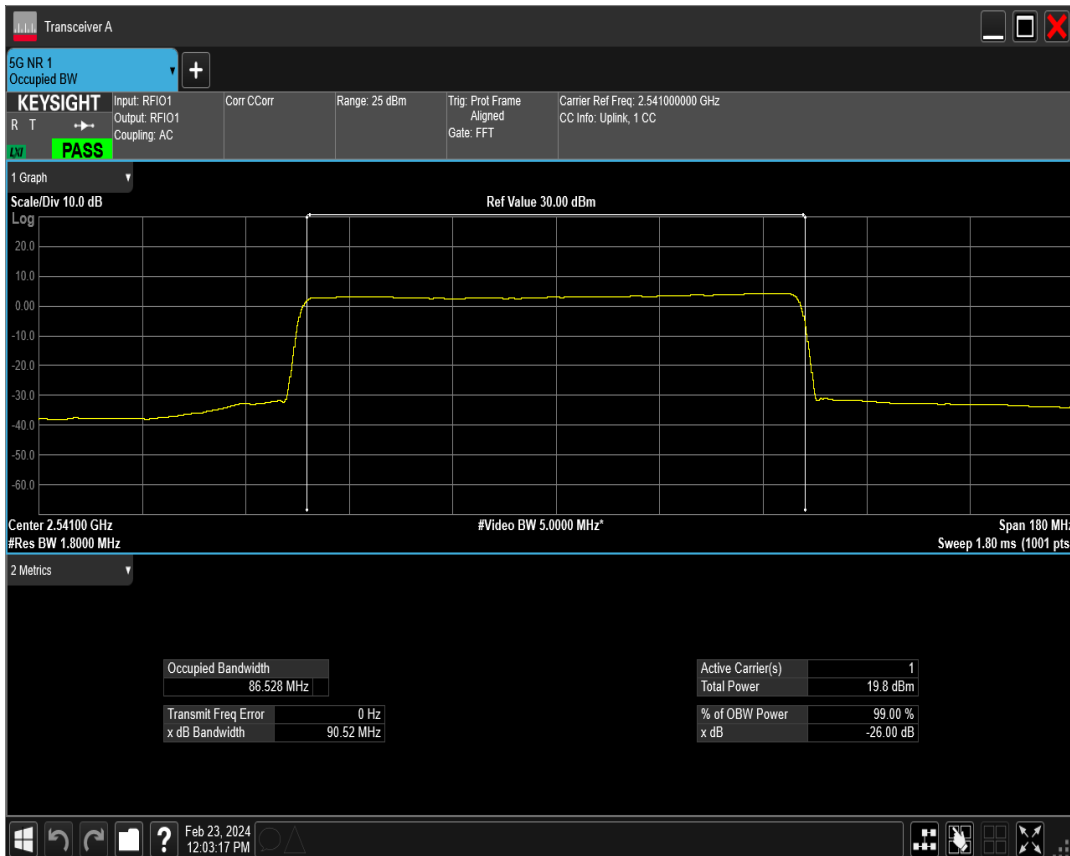 Transceiver A
5G NR 1
Occupied BW
KEYSIGHT
R T
LXI
PASS
Input: RFIO1
Output: RFIO1
Coupling: AC
Corr CCorr
Range: 25 dBm
Trig: Prot Frame
Aligned
Gate: FFT
Carrier Ref Freq: 2.541000000 GHz
CC Info: Uplink, 1 CC
1 Graph
Scale/Div 10.0 dB
Ref Value 30.00 dBm
Log
20.0
10.0
0.00
-10.0
-20.0
-30.0
-40.0
-50.0
-60.0
Center 2.54100 GHz
#Video BW 5.0000 MHz*
Span 180 MHz
#Res BW 1.8000 MHz
Sweep 1.80 ms (1001 pts
2 Metrics
Occupied Bandwidth
86.528 MHz
Transmit Freq Error 0 Hz
x dB Bandwidth 90.52 MHz
Active Carrier(s) 1
Total Power 19.8 dBm
% of OBW Power 99.00 %
x dB -26.00 dB
Feb 23, 2024
12:03:17 PM